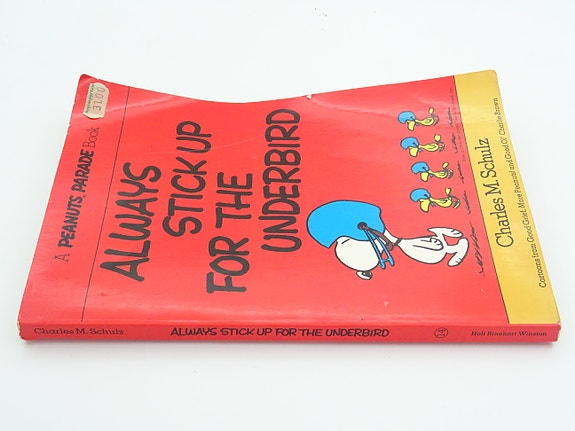 3100
A PEANUTS PARADE Book
ALWAYS
STICK UP
FOR THE
UNDERBIRD
Charles M. Schulz
Cartoons from Good Grief, More Peanuts! and Good Ol' Charlie Brown
Charles M. Schulz
ALWAYS STICK UP FOR THE UNDERBIRD
Holt Rinehart Winston